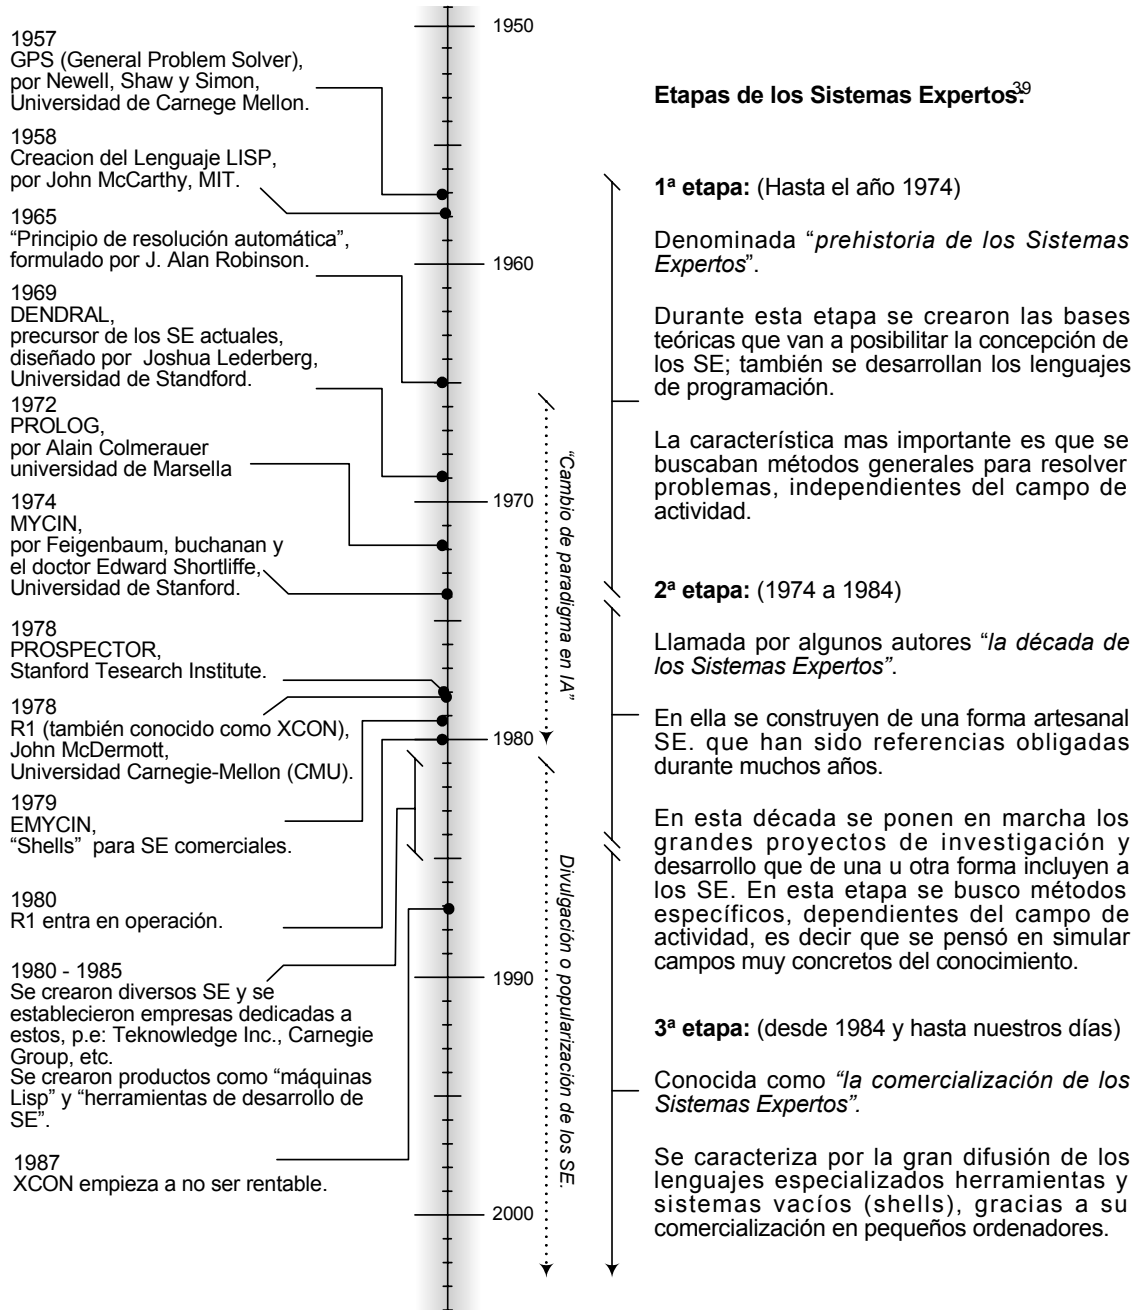 1957
GPS (General Problem Solver),
por Newell, Shaw y Simon,
Universidad de Carnege Mellon.
1958
Creacion del Lenguaje LISP,
por John McCarthy, MIT.
1965
“Principio de resolución automática”,
formulado por J. Alan Robinson.
1969
DENDRAL,
precursor de los SE actuales,
diseñado por Joshua Lederberg,
Universidad de Standford.
1972
PROLOG,
por Alain Colmerauer
universidad de Marsella
1974
MYCIN,
por Feigenbaum, buchanan y
el doctor Edward Shortliffe,
Universidad de Stanford.
1978
PROSPECTOR,
Stanford Tesearch Institute.
1978
R1 (también conocido como XCON),
John McDermott,
Universidad Carnegie-Mellon (CMU).
1979
EMYCIN,
“Shells” para SE comerciales.
1980
R1 entra en operación.
1980 - 1985
Se crearon diversos SE y se
establecieron empresas dedicadas a
estos, p.e: Teknowledge Inc., Carnegie
Group, etc.
Se crearon productos como “máquinas
Lisp” y “herramientas de desarrollo de
SE”.
1987
XCON empieza a no ser rentable.
1950
1960
1970
1980
1990
2000
“Cambio de paradigma en IA”
Divulgación o popularización de los SE.
Etapas de los Sistemas Expertos.39
1ª etapa: (Hasta el año 1974)
Denominada “prehistoria de los Sistemas
Expertos”.
Durante esta etapa se crearon las bases
teóricas que van a posibilitar la concepción de
los SE; también se desarrollan los lenguajes
de programación.
La característica mas importante es que se
buscaban métodos generales para resolver
problemas, independientes del campo de
actividad.
2ª etapa: (1974 a 1984)
Llamada por algunos autores “la década de
los Sistemas Expertos”.
En ella se construyen de una forma artesanal
SE. que han sido referencias obligadas
durante muchos años.
En esta década se ponen en marcha los
grandes proyectos de investigación y
desarrollo que de una u otra forma incluyen a
los SE. En esta etapa se busco métodos
específicos, dependientes del campo de
actividad, es decir que se pensó en simular
campos muy concretos del conocimiento.
3ª etapa: (desde 1984 y hasta nuestros días)
Conocida como “la comercialización de los
Sistemas Expertos”.
Se caracteriza por la gran difusión de los
lenguajes especializados herramientas y
sistemas vacíos (shells), gracias a su
comercialización en pequeños ordenadores.